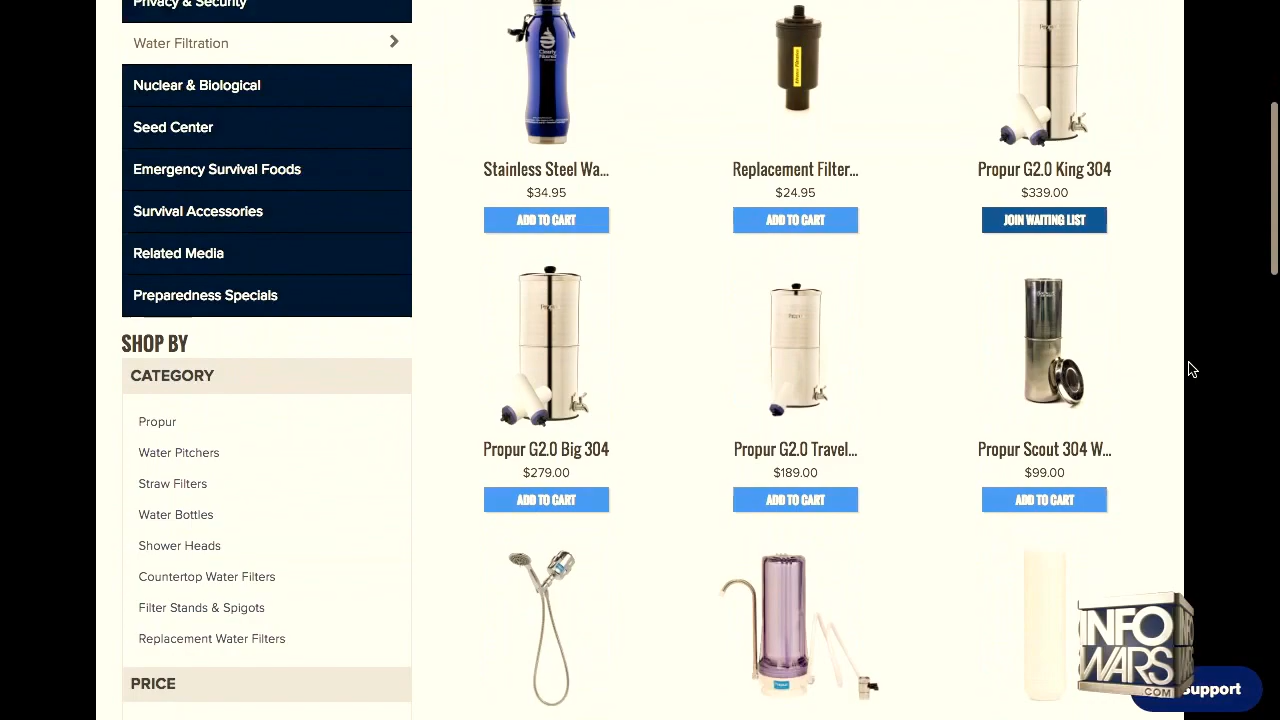 Privacy & Security
Water Filtration
Nuclear & Biological
Seed Center
Emergency Survival Foods
Survival Accessories
Related Media
Preparedness Specials
SHOP BY
CATEGORY
Propur
Water Pitchers
Straw Filters
Water Bottles
Shower Heads
Countertop Water Filters
Filter Stands & Spigots
Replacement Water Filters
PRICE
Stainless Steel Wa...
$34.95
ADD TO CART
Replacement Filter...
$24.95
ADD TO CART
Propur G2.0 King 304
$339.00
JOIN WAITING LIST
Propur G2.0 Big 304
$279.00
ADD TO CART
Propur G2.0 Travel...
$189.00
ADD TO CART
Propur Scout 304 W...
$99.00
ADD TO CART
INFO
WARS
.COM
Support